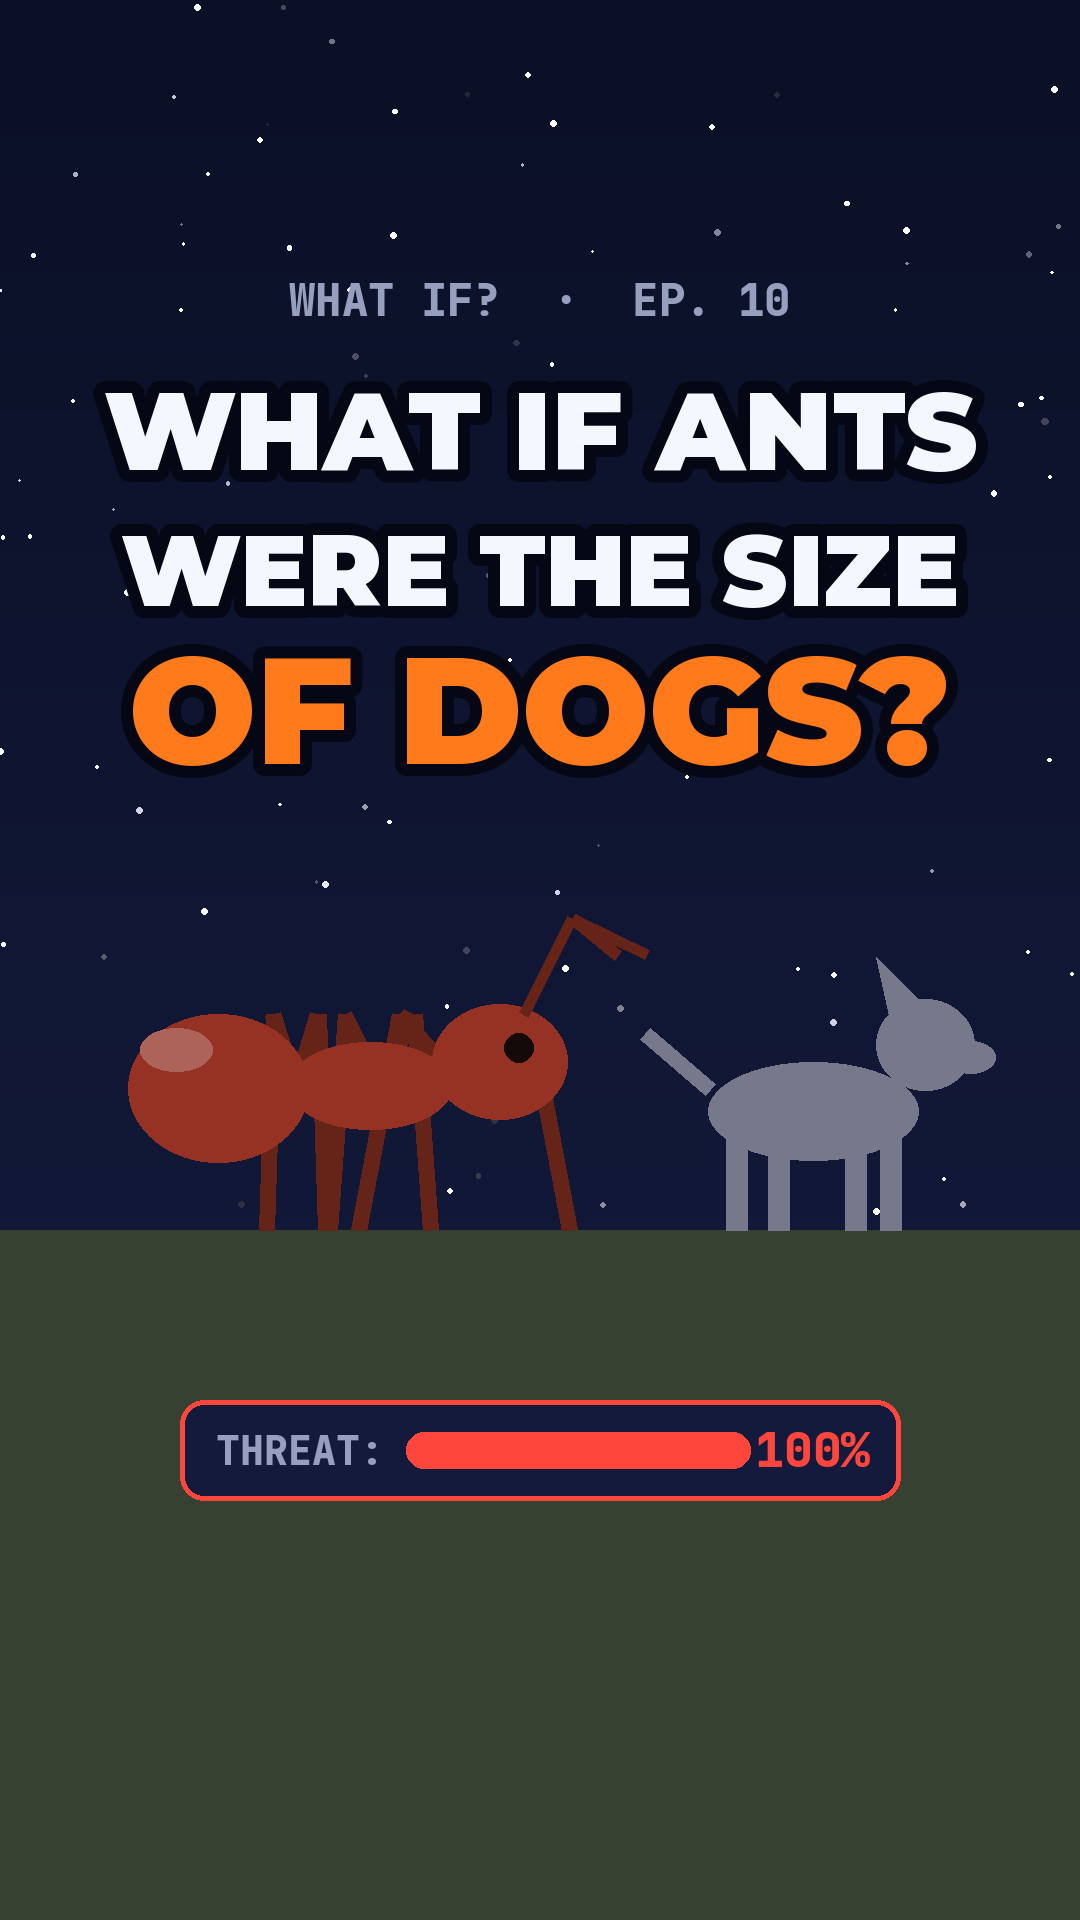 WHAT IF? · EP. 10
WHAT IF ANTS
WERE THE SIZE
OF DOGS?
THREAT: 100%